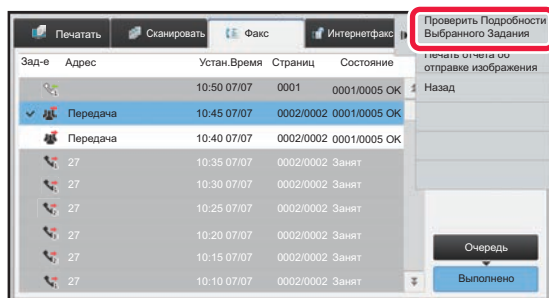 Печатать Сканировать Факс Интернетфакс
Проверить Подробности
Выбранного Задания
Печать отчета об
отправке изображения
Назад
Зад-е Адрес Устан.Время Страниц Состояние
10:50 07/07 0001 0001/0005 OK
Передача 10:45 07/07 0002/0002 0001/0005 OK
Передача 10:40 07/07 0002/0002 0001/0005 OK
27 10:35 07/07 0002/0002 Занят
27 10:30 07/07 0002/0002 Занят
27 10:25 07/07 0002/0002 Занят
27 10:20 07/07 0002/0002 Занят
27 10:15 07/07 0002/0002 Занят
27 10:10 07/07 0002/0002 Занят
Очередь
Выполнено